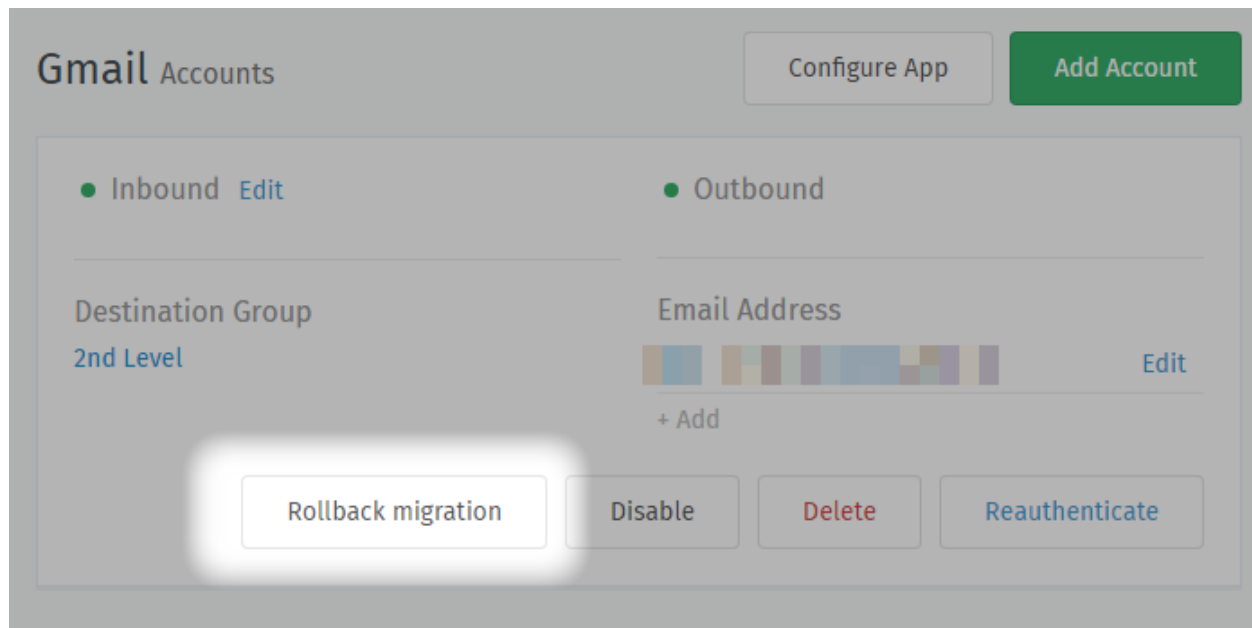 Gmail Accounts
Configure App
Add Account
Inbound Edit
Outbound
Destination Group
2nd Level
Email Address
Edit
+ Add
Rollback migration
Disable
Delete
Reauthenticate